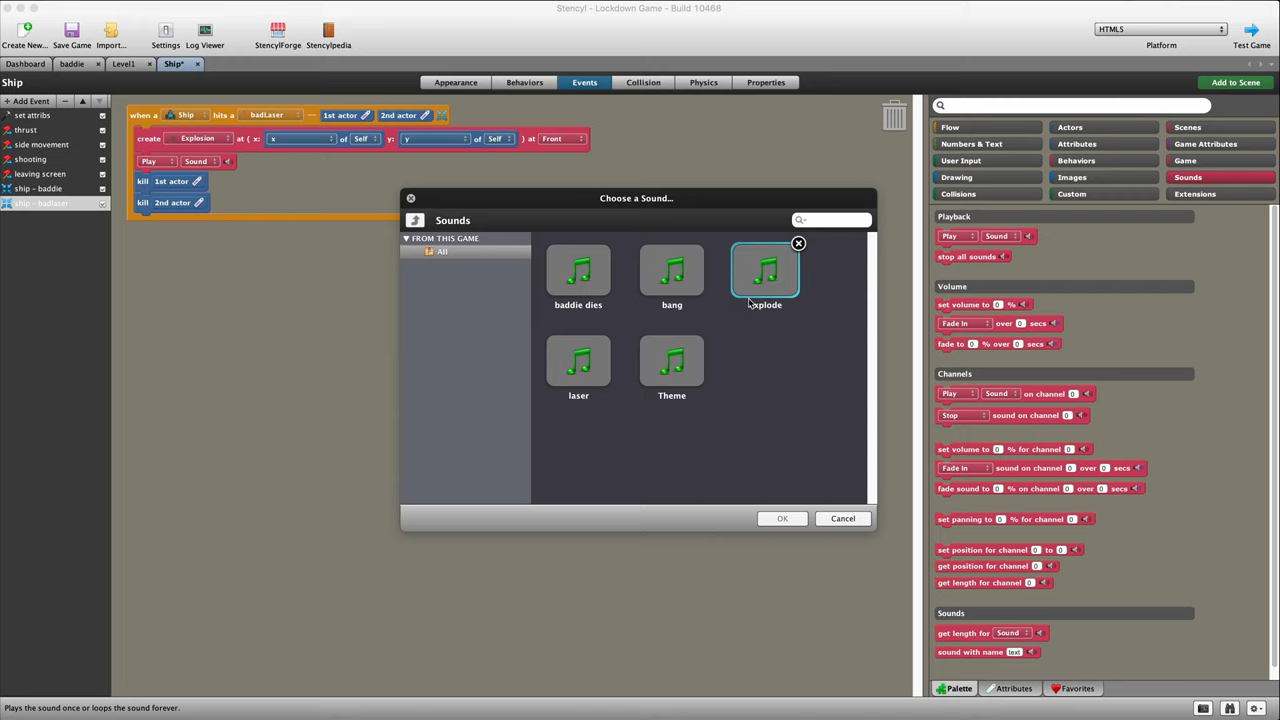 Stencyl - Lockdown Game - Build 10468
Create New... Save Game Import... Settings Log Viewer StencylForge Stencylpedia HTML5 Platform Test Game
Dashboard baddie × Level1 × Ship* ×
Ship Appearance Behaviors Events Collision Physics Properties Add to Scene
+ Add Event
set attribs
thrust
side movement
shooting
leaving screen
ship - baddie
ship - badlaser
when a Ship hits a badLaser — 1st actor 2nd actor
create Explosion at ( x: x of Self y: y of Self ) at Front
Play Sound
kill 1st actor
kill 2nd actor
Choose a Sound...
Sounds
FROM THIS GAME
All
baddie dies bang explode
laser Theme
OK Cancel
Flow Actors Scenes
Numbers & Text Attributes Game Attributes
User Input Behaviors Game
Drawing Images Sounds
Collisions Custom Extensions
Playback
Play Sound
stop all sounds
Volume
set volume to 0 %
Fade In over 0 secs
fade to 0 % over 0 secs
Channels
Play Sound on channel 0
Stop sound on channel 0
set volume to 0 % for channel 0
Fade In sound on channel 0 over 0 secs
fade sound to 0 % on channel 0 over 0 secs
set panning to 0 % for channel 0
set position for channel 0 to 0
get position for channel 0
get length for channel 0
Sounds
get length for Sound
sound with name text
Palette Attributes Favorites
Plays the sound once or loops the sound forever.